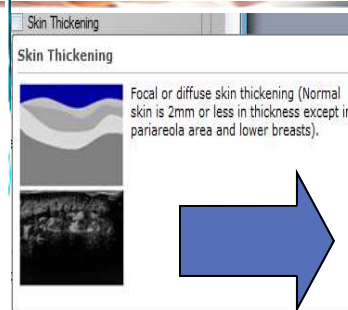 Skin Thickening
Skin Thickening
Focal or diffuse skin thickening (Normal
skin is 2mm or less in thickness except in
pariareola area and lower breasts).